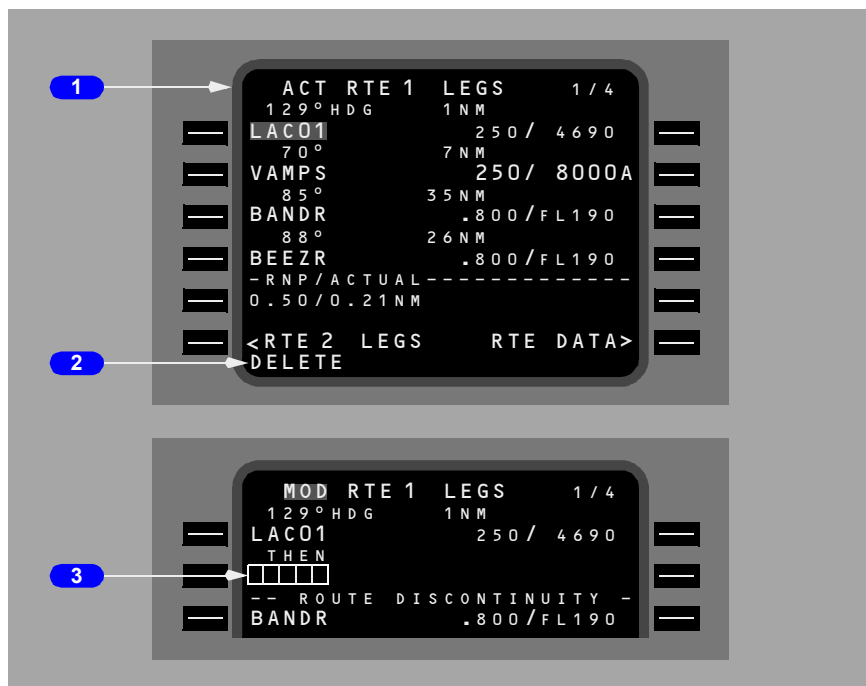 1
ACT RTE 1 LEGS 1/4
129°HDG 1NM
LACO1 250/ 4690
70° 7NM
VAMPS 250/ 8000A
85° 35NM
BANDR .800/FL190
88° 26NM
BEEZR .800/FL190
-RNP/ACTUAL-------------
0.50/0.21NM
<RTE 2 LEGS RTE DATA>
2
DELETE
MOD RTE 1 LEGS 1/4
129°HDG 1NM
LACO1 250/ 4690
THEN
3
-- ROUTE DISCONTINUITY -
BANDR .800/FL190